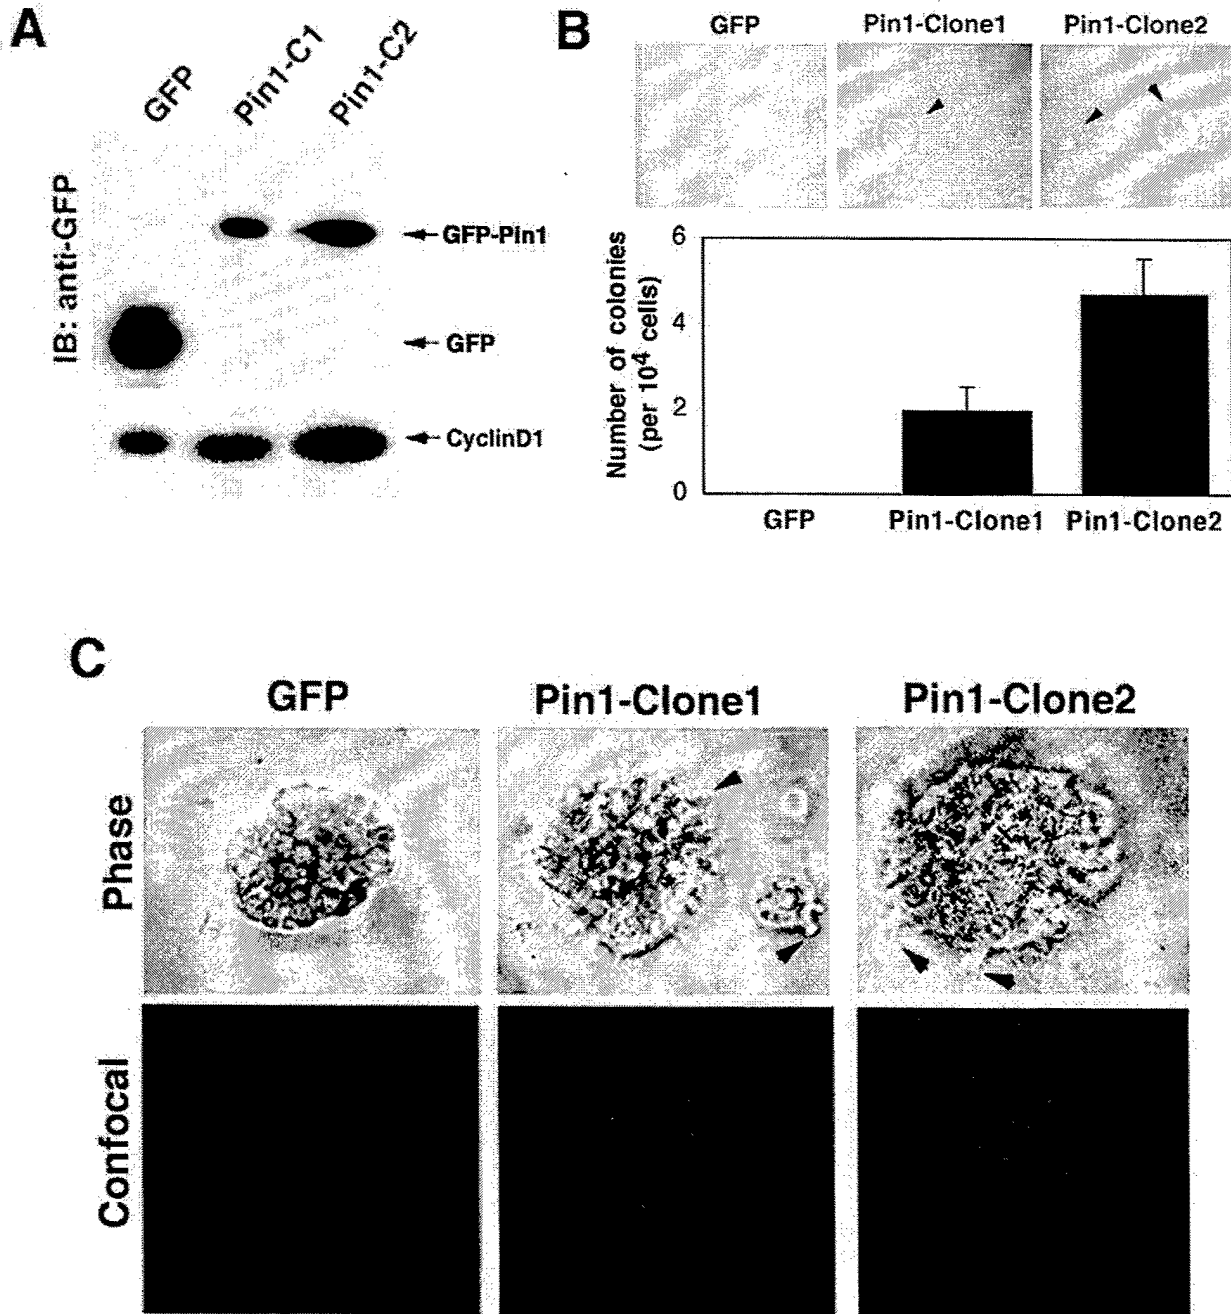 A
GFP
Pin1-C1
Pin1-C2
IB: anti-GFP
GFP-Pin1
GFP
CyclinD1
B
GFP
Pin1-Clone1
Pin1-Clone2
Number of colonies
(per 10⁴ cells)
6
4
2
0
GFP
Pin1-Clone1
Pin1-Clone2
C
GFP
Pin1-Clone1
Pin1-Clone2
Phase
Confocal